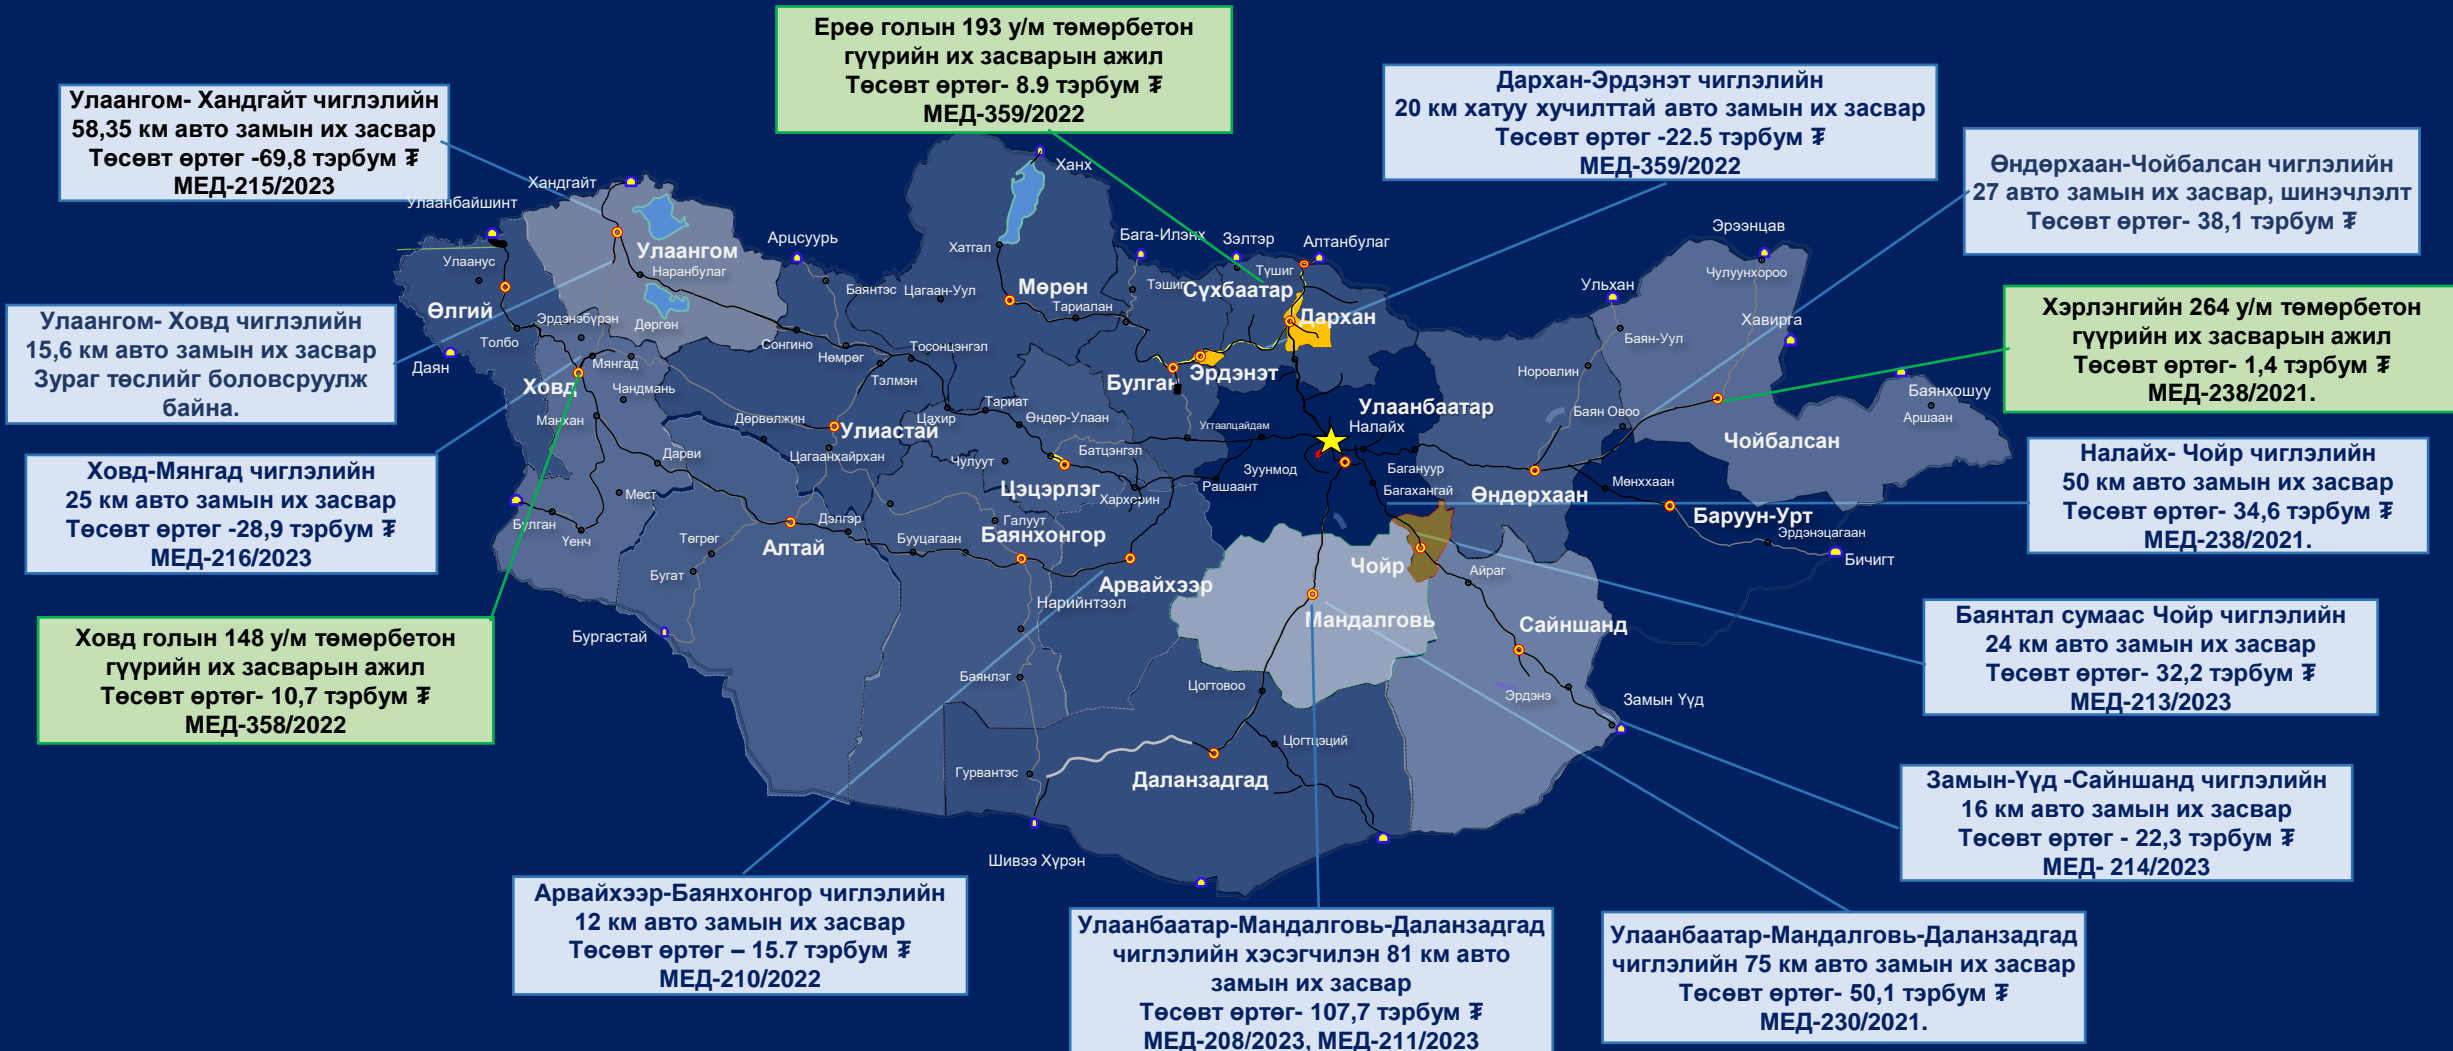 Ерөө голын 193 у/м төмөрбетон
гүүрийн их засварын ажил
Төсөвт өртөг- 8.9 тэрбум ₮
МЕД-359/2022
Улаангом- Хандгайт чиглэлийн
58,35 км авто замын их засвар
Төсөвт өртөг -69,8 тэрбум ₮
МЕД-215/2023
Дархан-Эрдэнэт чиглэлийн
20 км хатуу хучилттай авто замын их засвар
Төсөвт өртөг -22.5 тэрбум ₮
МЕД-359/2022
Өндөрхаан-Чойбалсан чиглэлийн
27 авто замын их засвар, шинэчлэлт
Төсөвт өртөг- 38,1 тэрбум ₮
Хэрлэнгийн 264 у/м төмөрбетон
гүүрийн их засварын ажил
Төсөвт өртөг- 1,4 тэрбум ₮
МЕД-238/2021.
Улаангом- Ховд чиглэлийн
15,6 км авто замын их засвар
Зураг төслийг боловсруулж
байна.
Ховд-Мянгад чиглэлийн
25 км авто замын их засвар
Төсөвт өртөг -28,9 тэрбум ₮
МЕД-216/2023
Налайх- Чойр чиглэлийн
50 км авто замын их засвар
Төсөвт өртөг- 34,6 тэрбум ₮
МЕД-238/2021.
Ховд голын 148 у/м төмөрбетон
гүүрийн их засварын ажил
Төсөвт өртөг- 10,7 тэрбум ₮
МЕД-358/2022
Баянтал сумаас Чойр чиглэлийн
24 км авто замын их засвар
Төсөвт өртөг- 32,2 тэрбум ₮
МЕД-213/2023
Замын-Үүд -Сайншанд чиглэлийн
16 км авто замын их засвар
Төсөвт өртөг - 22,3 тэрбум ₮
МЕД- 214/2023
Арвайхээр-Баянхонгор чиглэлийн
12 км авто замын их засвар
Төсөвт өртөг – 15.7 тэрбум ₮
МЕД-210/2022
Улаанбаатар-Мандалговь-Даланзадгад
чиглэлийн хэсэгчилэн 81 км авто
замын их засвар
Төсөвт өртөг- 107,7 тэрбум ₮
МЕД-208/2023, МЕД-211/2023
Улаанбаатар-Мандалговь-Даланзадгад
чиглэлийн 75 км авто замын их засвар
Төсөвт өртөг- 50,1 тэрбум ₮
МЕД-230/2021.
Ханх
Хандгайт
Улаанбайшинт
Арцсуурь
Хатгал
Бага-Илэнх
Зэлтэр
Алтанбулаг
Эрээнцав
Улаангом
Улаанус
Наранбулаг
Түшиг
Чулуунхороо
Өлгий
Баянтэс
Цагаан-Уул
Мөрөн
Тэшиг
Сүхбаатар
Ульхан
Эрдэнэбүрэн
Дөргөн
Тариалан
Дархан
Хавирга
Толбо
Сонгино
Нөмрөг
Тосонцэнгэл
Баян-Уул
Даян
Мянгад
Тэлмэн
Булган
Эрдэнэт
Норовлин
Ховд
Чандмань
Баянхошуу
Манхан
Дөрвөлжин
Улиастай
Цахир
Тариат
Өндөр-Улаан
Угтаалцайдам
Улаанбаатар
Налайх
Баян Овоо
Аршаан
Чойбалсан
Дарви
Цагаанхайрхан
Чулуут
Батцэнгэл
Зуунмод
Багануур
Мөст
Цэцэрлэг
Хархорин
Рашаант
Багахангай
Өндөрхаан
Мөнххаан
Булган
Үенч
Дэлгэр
Галуут
Баруун-Урт
Төгрөг
Алтай
Бууцагаан
Баянхонгор
Эрдэнэцагаан
Бичигт
Бугат
Арвайхээр
Чойр
Айраг
Нарийнтээл
Бургастай
Мандалговь
Сайншанд
Баянлэг
Цогтовоо
Эрдэнэ
Замын Үүд
Цогтцэций
Гурвантэс
Даланзадгад
Шивээ Хүрэн